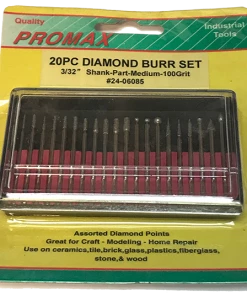 Quality
PROMAX
Industrial
Tools
20PC DIAMOND BURR SET
3/32" Shank-Part-Medium-100Grit
#24-06085
Assorted Diamond Points
Great for Craft - Modeling - Home Repair
Use on ceramics,tile,brick,glass,plastics,fiberglass,
stone,& wood